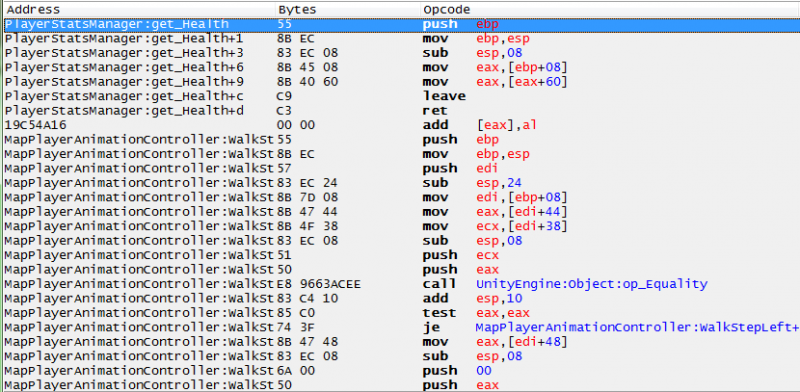 Address Bytes Opcode
PlayerStatsManager:get_Health 55 push ebp
PlayerStatsManager:get_Health+1 8B EC mov ebp,esp
PlayerStatsManager:get_Health+3 83 EC 08 sub esp,08
PlayerStatsManager:get_Health+6 8B 45 08 mov eax,[ebp+08]
PlayerStatsManager:get_Health+9 8B 40 60 mov eax,[eax+60]
PlayerStatsManager:get_Health+c C9 leave
PlayerStatsManager:get_Health+d C3 ret
19C54A16 00 00 add [eax],al
MapPlayerAnimationController:WalkSt 55 push ebp
MapPlayerAnimationController:WalkSt 8B EC mov ebp,esp
MapPlayerAnimationController:WalkSt 57 push edi
MapPlayerAnimationController:WalkSt 83 EC 24 sub esp,24
MapPlayerAnimationController:WalkSt 8B 7D 08 mov edi,[ebp+08]
MapPlayerAnimationController:WalkSt 8B 47 44 mov eax,[edi+44]
MapPlayerAnimationController:WalkSt 8B 4F 38 mov ecx,[edi+38]
MapPlayerAnimationController:WalkSt 83 EC 08 sub esp,08
MapPlayerAnimationController:WalkSt 51 push ecx
MapPlayerAnimationController:WalkSt 50 push eax
MapPlayerAnimationController:WalkSt E8 9663ACEE call UnityEngine:Object:op_Equality
MapPlayerAnimationController:WalkSt 83 C4 10 add esp,10
MapPlayerAnimationController:WalkSt 85 C0 test eax,eax
MapPlayerAnimationController:WalkSt 74 3F je MapPlayerAnimationController:WalkStepLeft+
MapPlayerAnimationController:WalkSt 8B 47 48 mov eax,[edi+48]
MapPlayerAnimationController:WalkSt 83 EC 08 sub esp,08
MapPlayerAnimationController:WalkSt 6A 00 push 00
MapPlayerAnimationController:WalkSt 50 push eax